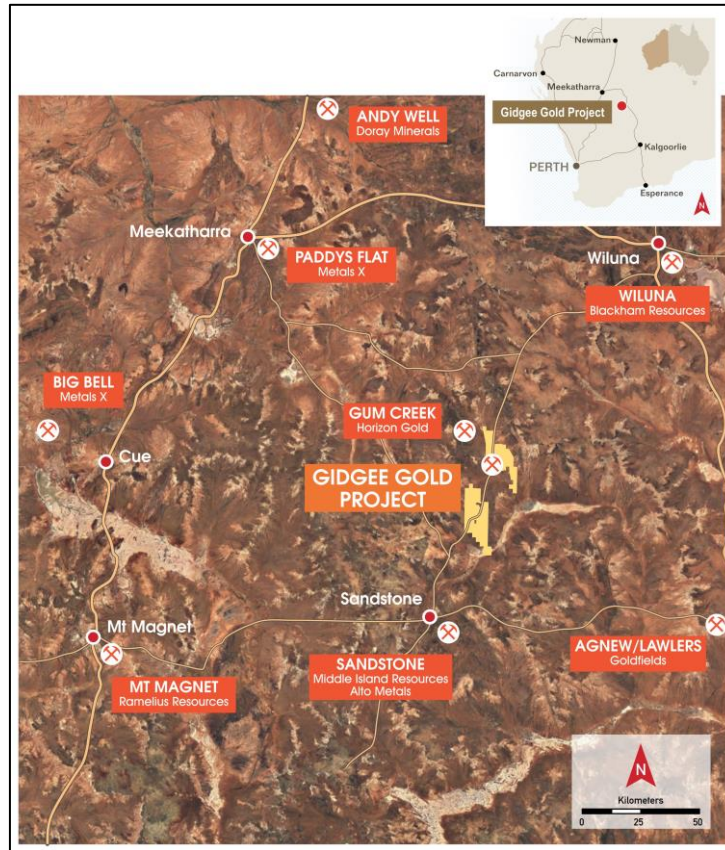 Newman
Carnarvon
Meekatharra
Gidgee Gold Project
Kalgoorlie
PERTH
Esperance
N
ANDY WELL
Doray Minerals
Meekatharra
PADDYS FLAT
Metals X
Wiluna
WILUNA
Blackham Resources
BIG BELL
Metals X
GUM CREEK
Horizon Gold
Cue
GIDGEE GOLD
PROJECT
Sandstone
Mt Magnet
AGNEW/LAWLERS
Goldfields
SANDSTONE
Middle Island Resources
Alto Metals
MT MAGNET
Ramelius Resources
N
Kilometers
0 25 50